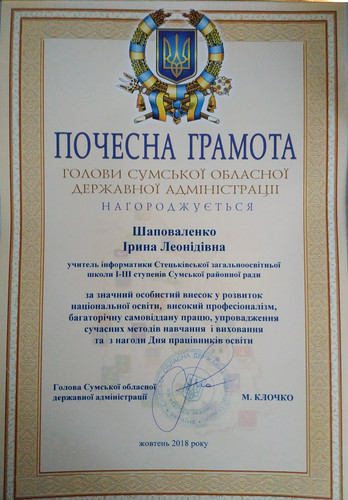 ПОЧЕСНА ГРАМОТА
ГОЛОВИ СУМСЬКОЇ ОБЛАСНОЇ
ДЕРЖАВНОЇ АДМІНІСТРАЦІЇ
НАГОРОДЖУЄТЬСЯ
Шаповаленко
Ірина Леонідівна
учитель інформатики Стецьківської загальноосвітньої
школи І-ІІІ ступенів Сумської районної ради
за значний особистий внесок у розвиток
національної освіти, високий професіоналізм,
багаторічну самовіддану працю, упровадження
сучасних методів навчання і виховання
та з нагоди Дня працівників освіти
Голова Сумської обласної
державної адміністрації
М. КЛОЧКО
жовтень 2018 року